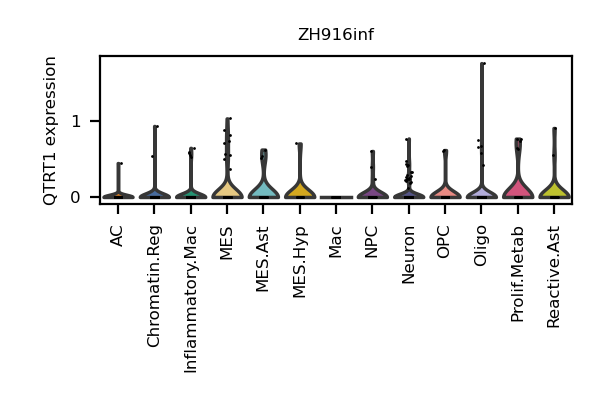 ZH916inf
QTRT1 expression
1
0
AC
Chromatin.Reg
Inflammatory.Mac
MES
MES.Ast
MES.Hyp
Mac
NPC
Neuron
OPC
Oligo
Prolif.Metab
Reactive.Ast